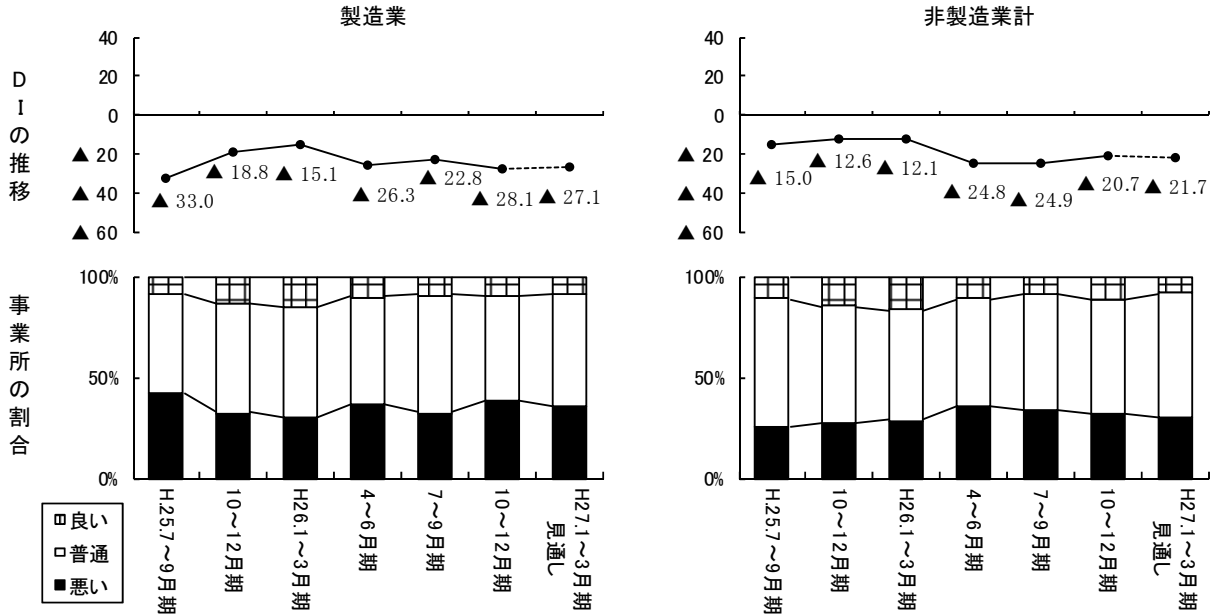 製造業
非製造業計
DIの推移
40
20
0
▲ 20
▲ 40
▲ 60
▲ 33.0
▲ 18.8
▲ 15.1
▲ 26.3
▲ 22.8
▲ 28.1
▲ 27.1
40
20
0
▲ 20
▲ 40
▲ 60
▲ 15.0
▲ 12.6
▲ 12.1
▲ 24.8
▲ 24.9
▲ 20.7
▲ 21.7
事業所の割合
100%
50%
0%
H.25.7～9月期
10～12月期
H26.1～3月期
4～6月期
7～9月期
10～12月期
H27.1～3月期
見通し
100%
50%
0%
H.25.7～9月期
10～12月期
H26.1～3月期
4～6月期
7～9月期
10～12月期
H27.1～3月期
見通し
良い
普通
悪い